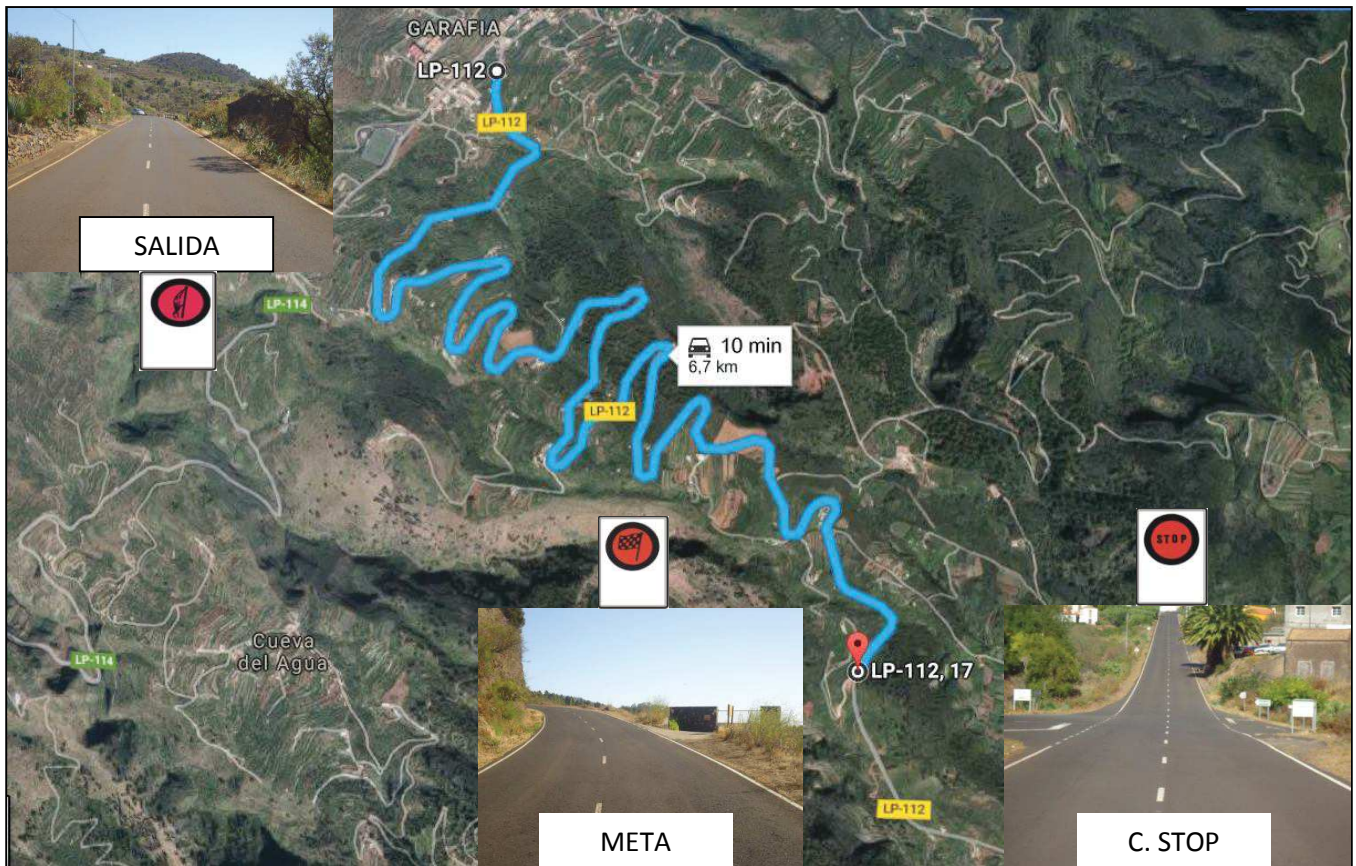 GARAFIA
LP-112
LP-112
SALIDA
LP-114
10 min
6,7 km
LP-112
STOP
Cueva
del Agua
LP-114
LP-112, 17
LP-112
META
C. STOP